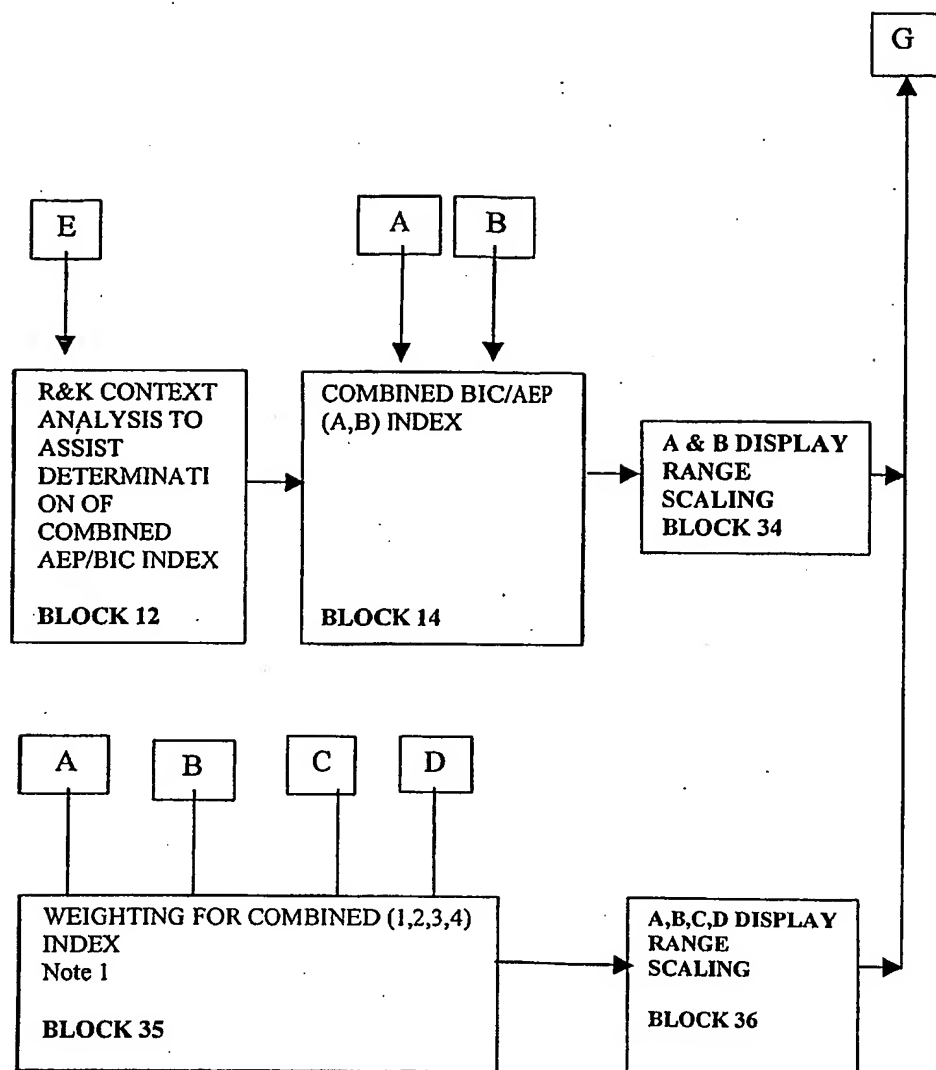 G
E
A
B
R&K CONTEXT
ANALYSIS TO
ASSIST
DETERMINATI
ON OF
COMBINED
AEP/BIC INDEX
BLOCK 12
COMBINED BIC/AEP
(A,B) INDEX
BLOCK 14
A & B DISPLAY
RANGE
SCALING
BLOCK 34
A
B
C
D
WEIGHTING FOR COMBINED (1,2,3,4)
INDEX
Note 1
BLOCK 35
A,B,C,D DISPLAY
RANGE
SCALING
BLOCK 36